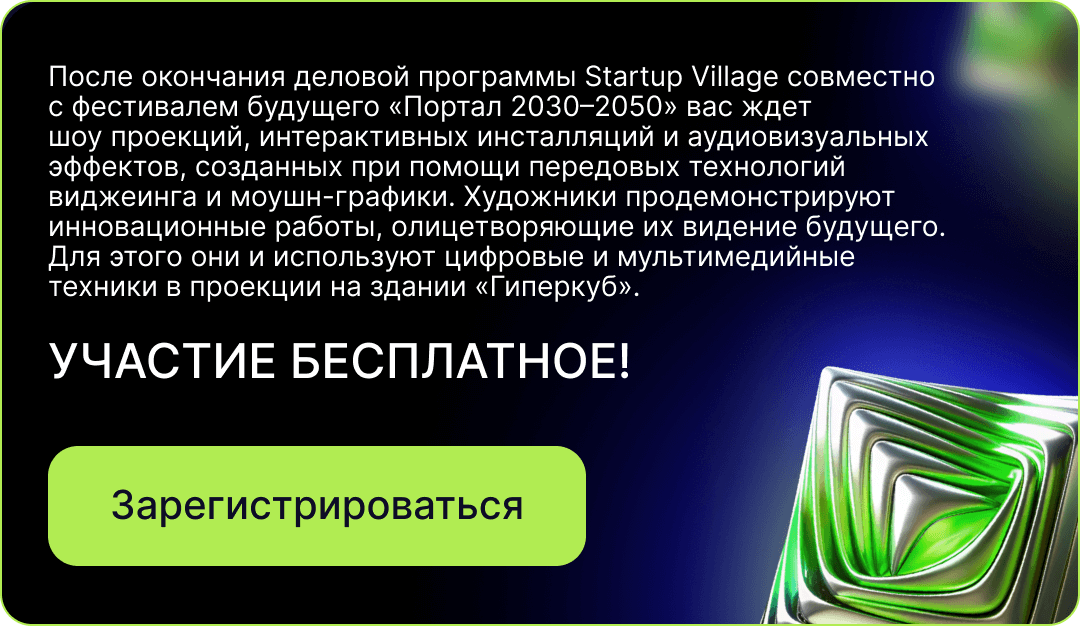 После окончания деловой программы Startup Village совместно
с фестивалем будущего «Портал 2030–2050» вас ждет
шоу проекций, интерактивных инсталляций и аудиовизуальных
эффектов, созданных при помощи передовых технологий
виджеинга и моушн-графики. Художники продемонстрируют
инновационные работы, олицетворяющие их видение будущего.
Для этого они и используют цифровые и мультимедийные
техники в проекции на здании «Гиперкуб».
УЧАСТИЕ БЕСПЛАТНОЕ!
Зарегистрироваться